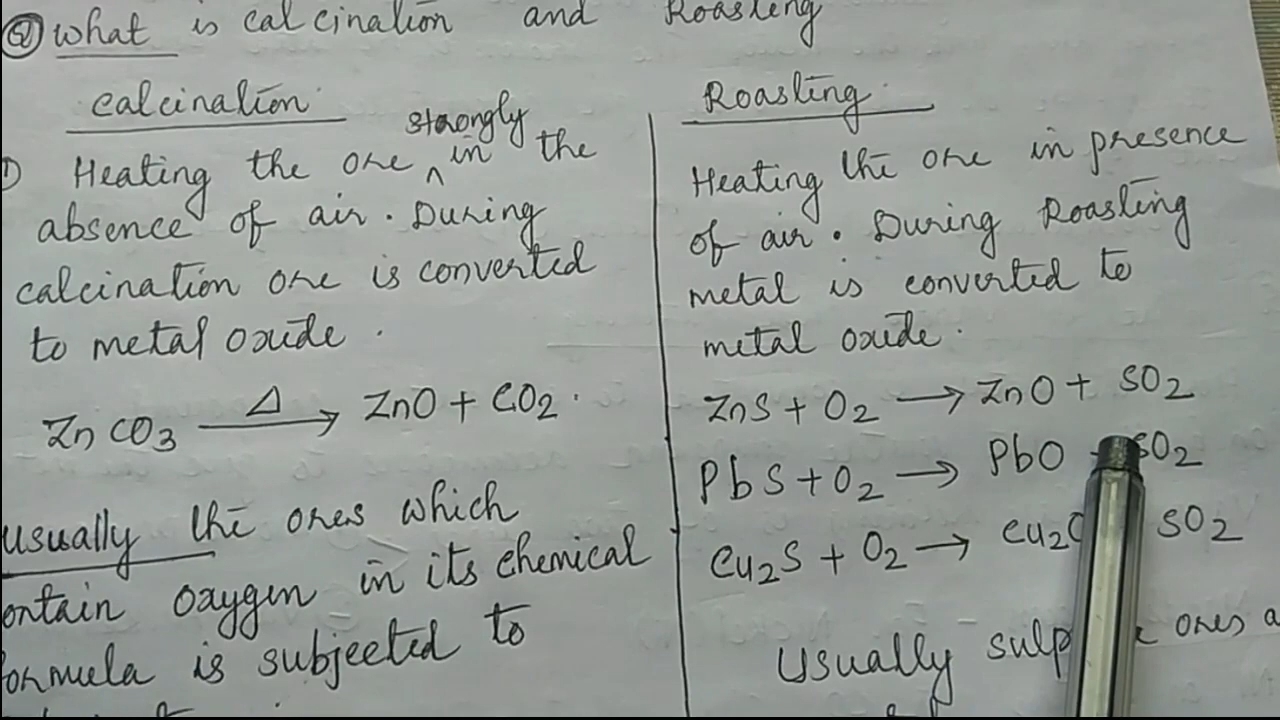 Q) What is calcination and Roasting
Calcination
strongly
1) Heating the ore ^ in the
absence of air. During
calcination ore is converted
to metal oxide.
ZnCO3 —Δ→ ZnO + CO2.
Usually the ores which
ontain oxygen in its chemical
formula is subjected to
Roasting
Heating the ore in presence
of air. During Roasting
metal is converted to
metal oxide.
ZnS + O2 → ZnO + SO2
PbS + O2 → PbO + SO2
Cu2S + O2 → Cu2O SO2
Usually ores a